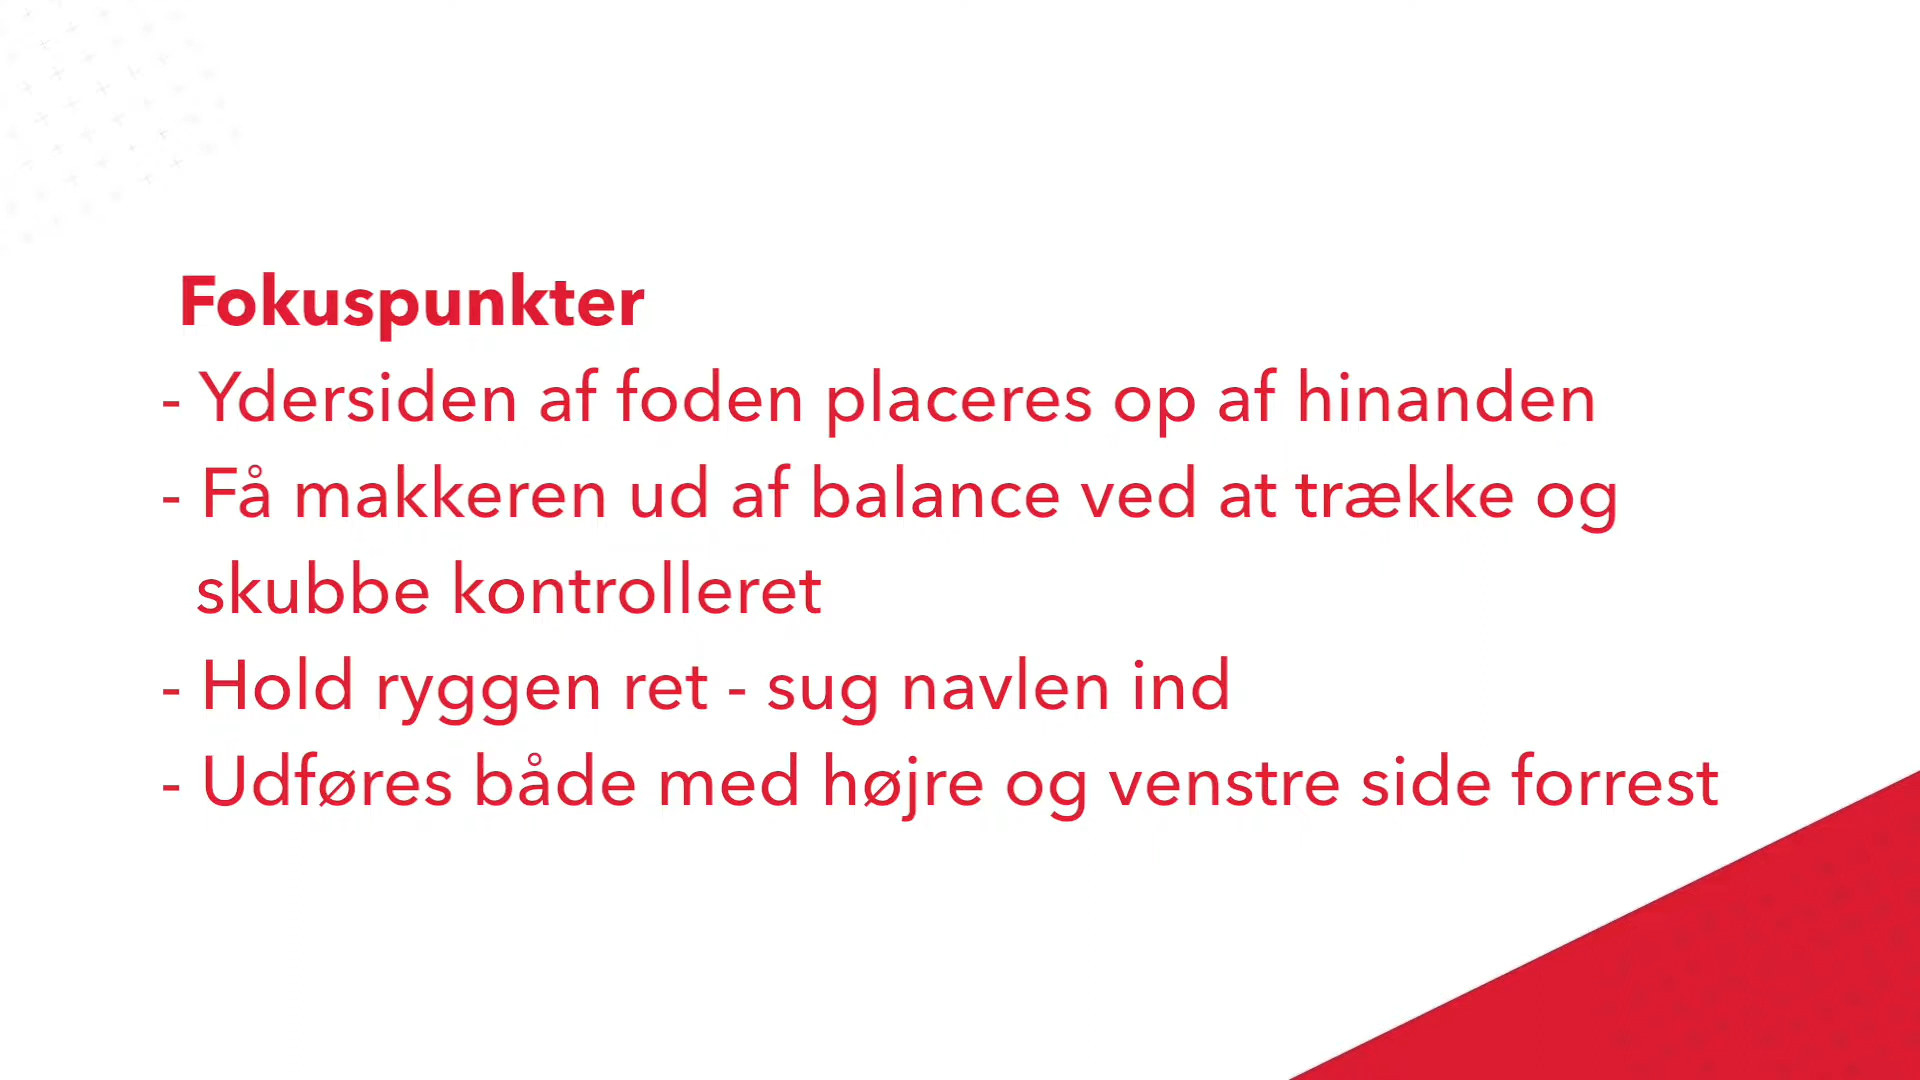 Fokuspunkter
- Ydersiden af foden placeres op af hinanden
- Få makkeren ud af balance ved at trække og
skubbe kontrolleret
- Hold ryggen ret - sug navlen ind
- Udføres både med højre og venstre side forrest